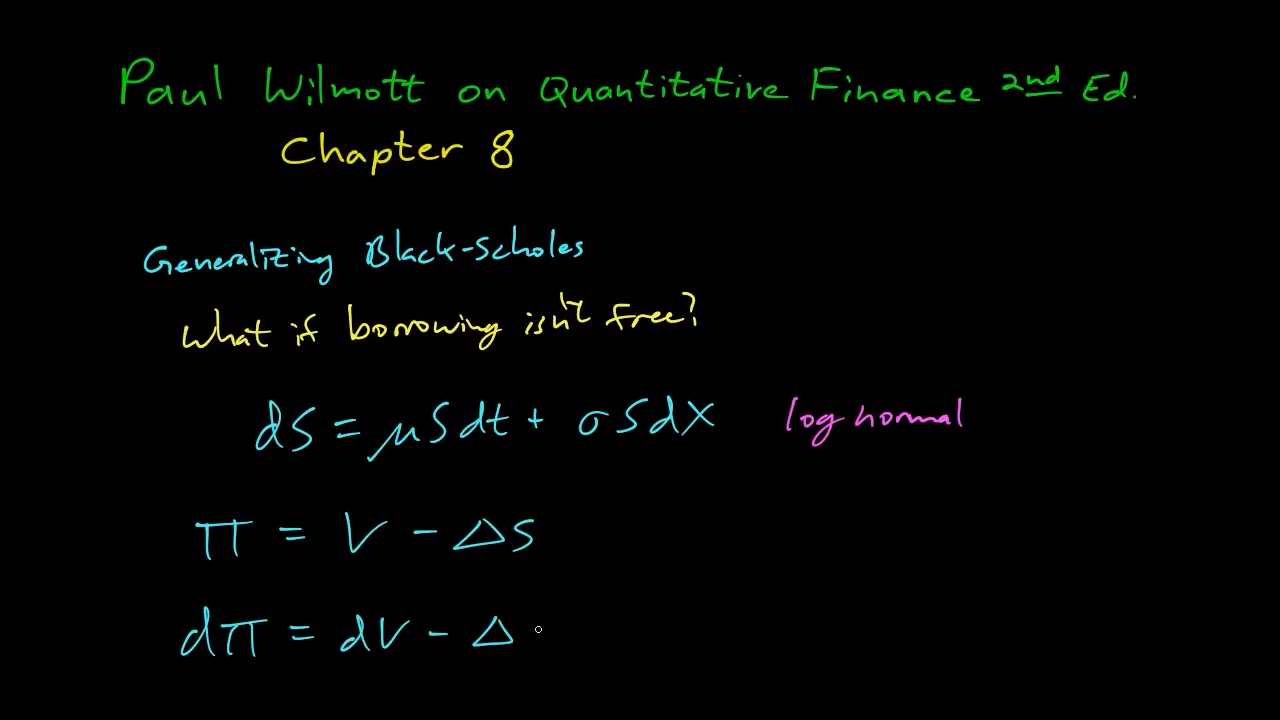 Paul Wilmott on Quantitative Finance 2nd Ed.
Chapter 8
Generalizing Black-Scholes
What if borrowing isn't free?
dS = μSdt + σSdX log normal
π = V - ΔS
dπ = dV - Δ